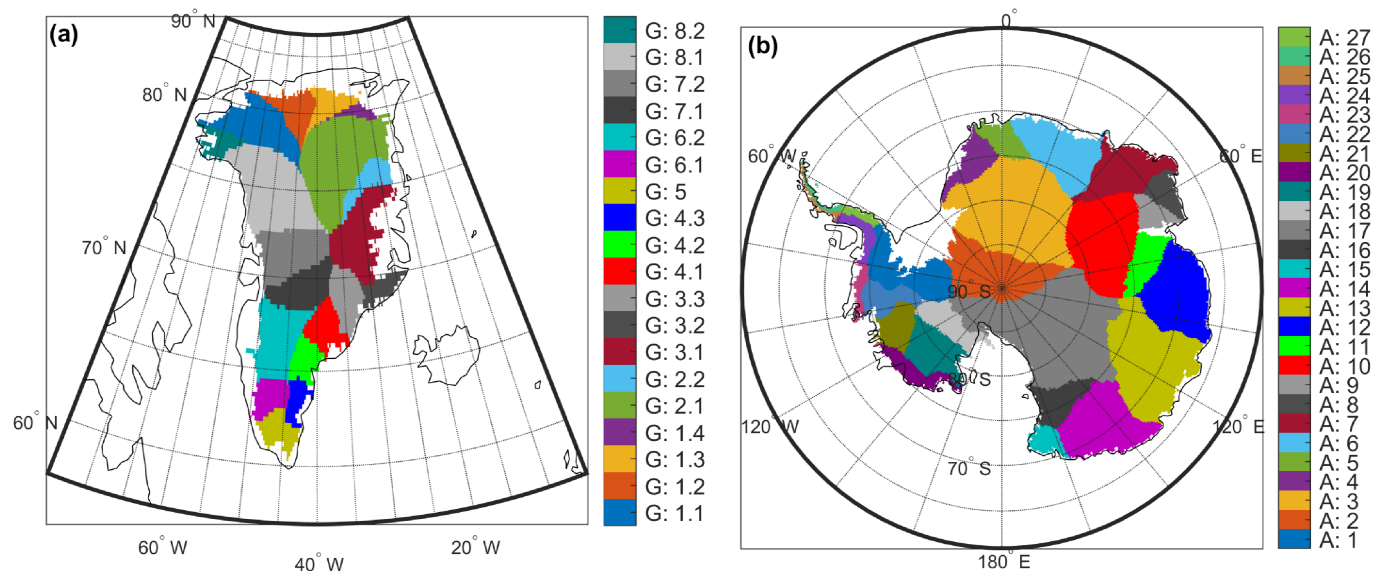 (a)
90° N
80° N
70° N
60° N
60° W
40° W
20° W
G: 8.2
G: 8.1
G: 7.2
G: 7.1
G: 6.2
G: 6.1
G: 5
G: 4.3
G: 4.2
G: 4.1
G: 3.3
G: 3.2
G: 3.1
G: 2.2
G: 2.1
G: 1.4
G: 1.3
G: 1.2
G: 1.1
(b)
0°
60° W
60° E
90° S
80° S
120° W
120° E
70° S
180° E
A: 27
A: 26
A: 25
A: 24
A: 23
A: 22
A: 21
A: 20
A: 19
A: 18
A: 17
A: 16
A: 15
A: 14
A: 13
A: 12
A: 11
A: 10
A: 9
A: 8
A: 7
A: 6
A: 5
A: 4
A: 3
A: 2
A: 1